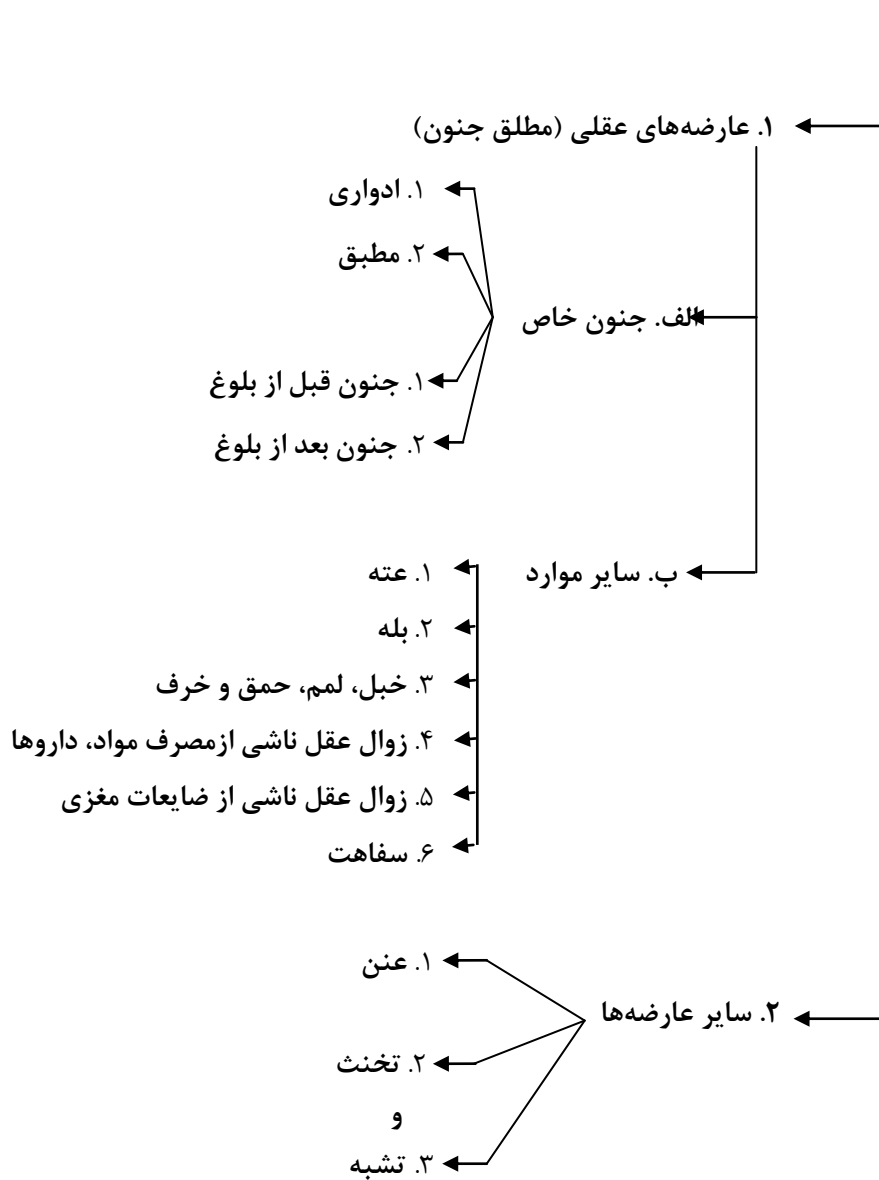 ۱. عارضه‌های عقلی (مطلق جنون)
۱. ادواری
۲. مطبق
الف. جنون خاص
۱. جنون قبل از بلوغ
۲. جنون بعد از بلوغ
ب. سایر موارد
۱. عته
۲. بله
۳. خبل، لمم، حمق و خرف
۴. زوال عقل ناشی ازمصرف مواد، داروها
۵. زوال عقل ناشی از ضایعات مغزی
۶. سفاهت
۲. سایر عارضه‌ها
۱. عنن
۲. تخنث
و
۳. تشبه